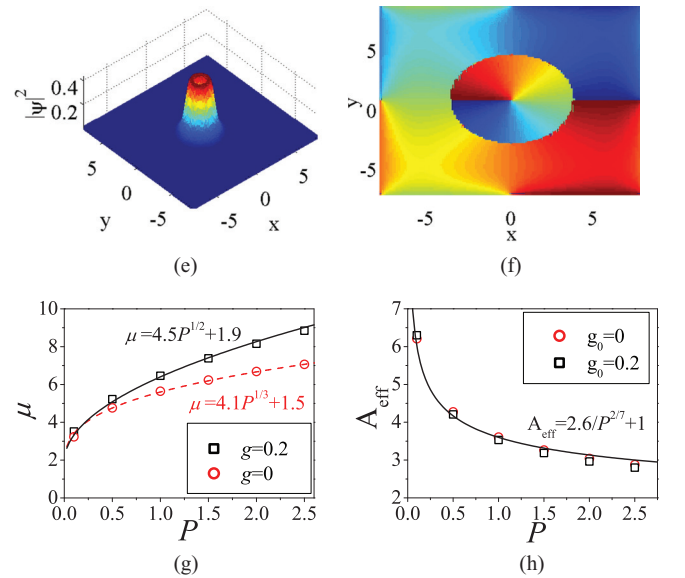 0.4
0.2
|ψ|²
5
0
-5
y
-5
0
5
x
(e)
5
0
-5
y
-5
0
5
x
(f)
10
8
6
4
2
0
μ
μ=4.5P^{1/2}+1.9
μ=4.1P^{1/3}+1.5
g=0.2
g=0
0.0 0.5 1.0 1.5 2.0 2.5
P
(g)
7
6
5
4
3
2
A_{eff}
g_0=0
g_0=0.2
A_{eff}=2.6/P^{2/7}+1
0.0 0.5 1.0 1.5 2.0 2.5
P
(h)